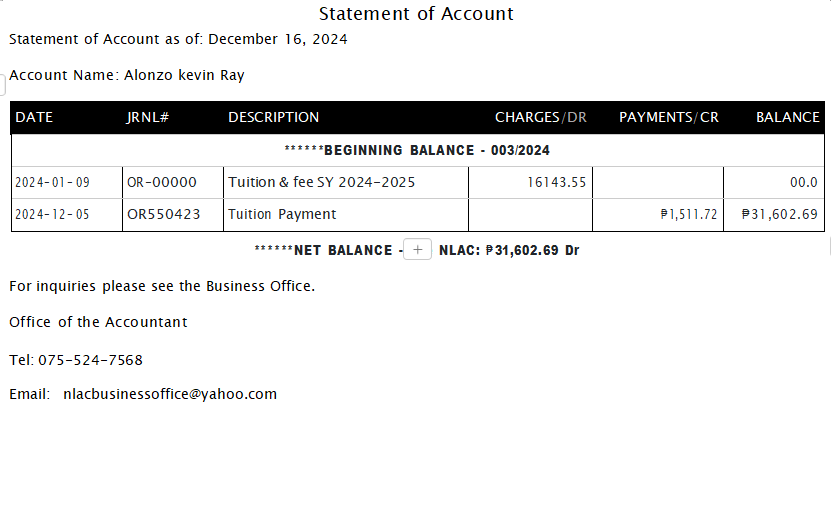 Statement of Account
Statement of Account as of: December 16, 2024
Account Name: Alonzo kevin Ray
DATE JRNL# DESCRIPTION CHARGES/DR PAYMENTS/CR BALANCE
******BEGINNING BALANCE - 003/2024
2024-01-09 OR-00000 Tuition & fee SY 2024-2025 16143.55 00.0
2024-12-05 OR550423 Tuition Payment ₱1,511.72 ₱31,602.69
******NET BALANCE - + NLAC: ₱31,602.69 Dr
For inquiries please see the Business Office.
Office of the Accountant
Tel: 075-524-7568
Email: nlacbusinessoffice@yahoo.com